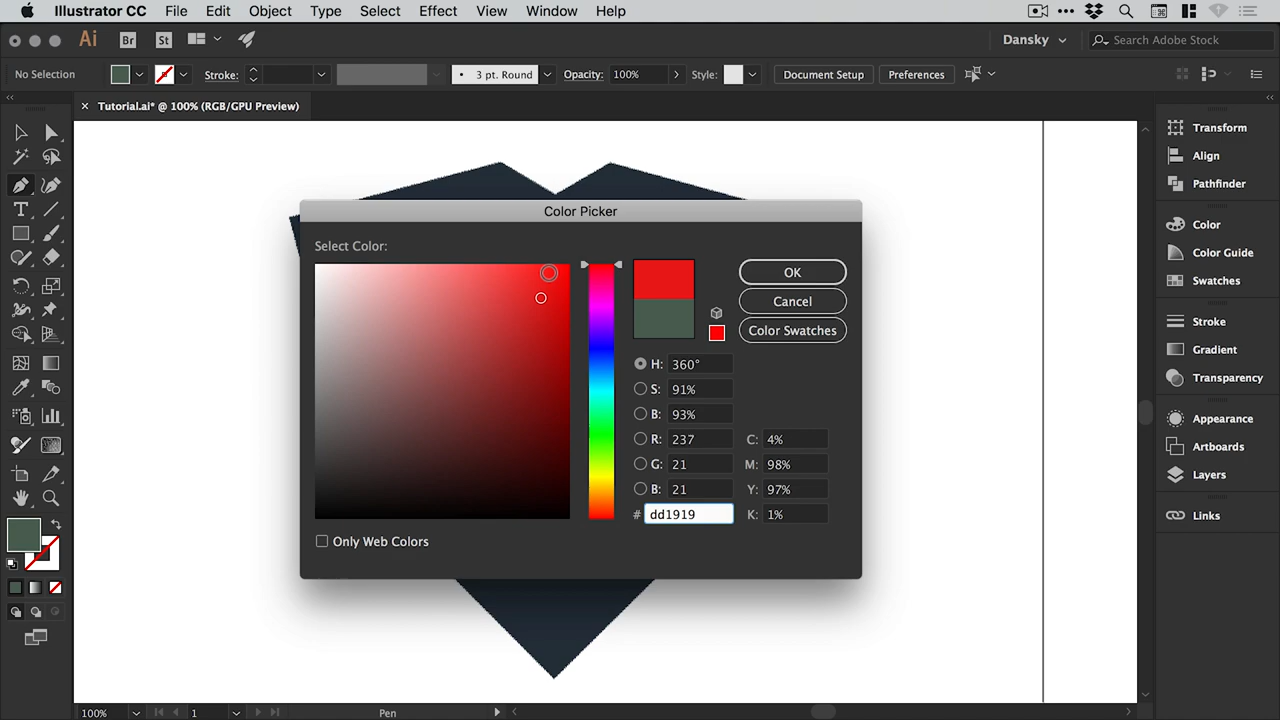 Illustrator CC File Edit Object Type Select Effect View Window Help
Ai Br St Dansky Search Adobe Stock
No Selection Stroke: 3 pt. Round Opacity: 100% Style: Document Setup Preferences
× Tutorial.ai* @ 100% (RGB/GPU Preview)
Transform
Align
Pathfinder
Color
Color Guide
Swatches
Stroke
Gradient
Transparency
Appearance
Artboards
Layers
Links
Color Picker
Select Color:
OK
Cancel
Color Swatches
H: 360°
S: 91%
B: 93%
R: 237 C: 4%
G: 21 M: 98%
B: 21 Y: 97%
# dd1919 K: 1%
Only Web Colors
T
100% 1 Pen